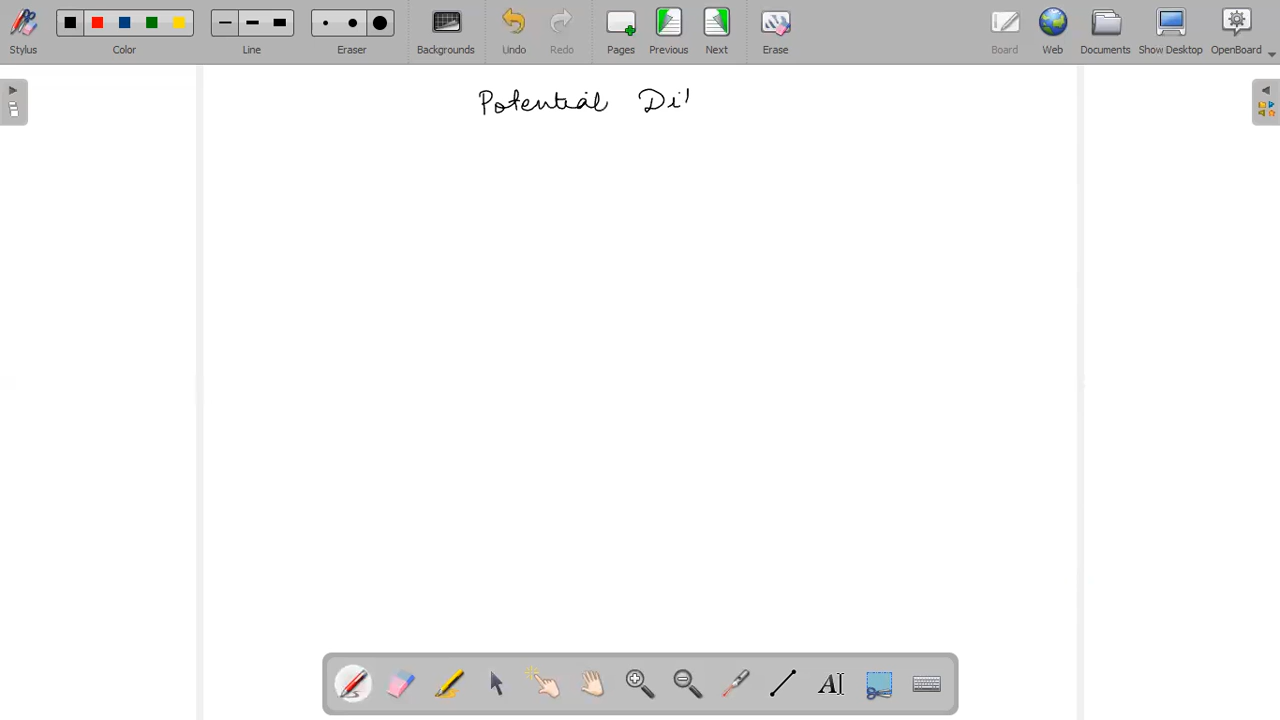 Stylus Color Line Eraser Backgrounds Undo Redo Pages Previous Next Erase Board Web Documents Show Desktop OpenBoard
Potential Di